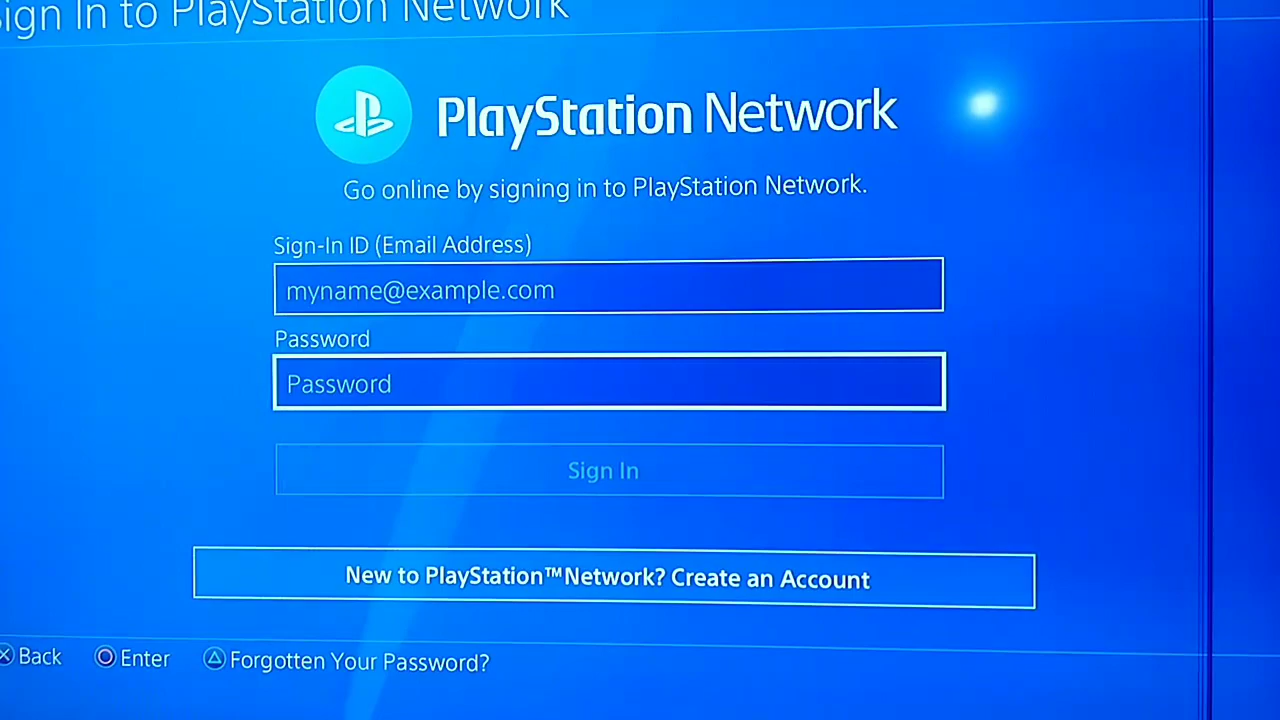 Sign In to PlayStation Network
PlayStation Network
Go online by signing in to PlayStation Network.
Sign-In ID (Email Address)
myname@example.com
Password
Password
Sign In
New to PlayStation™Network? Create an Account
Back Enter Forgotten Your Password?